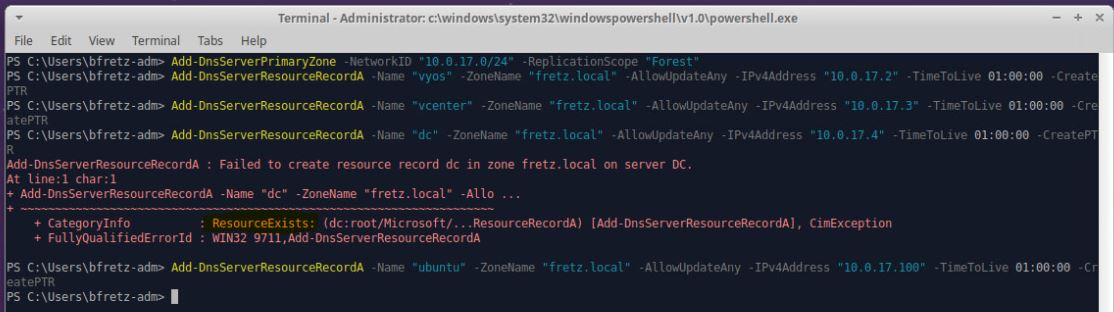 Terminal - Administrator: c:\windows\system32\windowspowershell\v1.0\powershell.exe
File Edit View Terminal Tabs Help
PS C:\Users\bfretz-adm> Add-DnsServerPrimaryZone -NetworkID "10.0.17.0/24" -ReplicationScope "Forest"
PS C:\Users\bfretz-adm> Add-DnsServerResourceRecordA -Name "vyos" -ZoneName "fretz.local" -AllowUpdateAny -IPv4Address "10.0.17.2" -TimeToLive 01:00:00 -Create
PTR
PS C:\Users\bfretz-adm> Add-DnsServerResourceRecordA -Name "vcenter" -ZoneName "fretz.local" -AllowUpdateAny -IPv4Address "10.0.17.3" -TimeToLive 01:00:00 -Cre
atePTR
PS C:\Users\bfretz-adm> Add-DnsServerResourceRecordA -Name "dc" -ZoneName "fretz.local" -AllowUpdateAny -IPv4Address "10.0.17.4" -TimeToLive 01:00:00 -CreatePT
R
Add-DnsServerResourceRecordA : Failed to create resource record dc in zone fretz.local on server DC.
At line:1 char:1
+ Add-DnsServerResourceRecordA -Name "dc" -ZoneName "fretz.local" -Allo ...
+ ~~~~~~~~~~~~~~~~~~~~~~~~~~~~~~~~~~~~~~~~~~~~~~~~~~~~~~~~~~~~~~~~~~~~~
+ CategoryInfo : ResourceExists: (dc:root/Microsoft/...ResourceRecordA) [Add-DnsServerResourceRecordA], CimException
+ FullyQualifiedErrorId : WIN32 9711,Add-DnsServerResourceRecordA
PS C:\Users\bfretz-adm> Add-DnsServerResourceRecordA -Name "ubuntu" -ZoneName "fretz.local" -AllowUpdateAny -IPv4Address "10.0.17.100" -TimeToLive 01:00:00 -Cr
eatePTR
PS C:\Users\bfretz-adm>